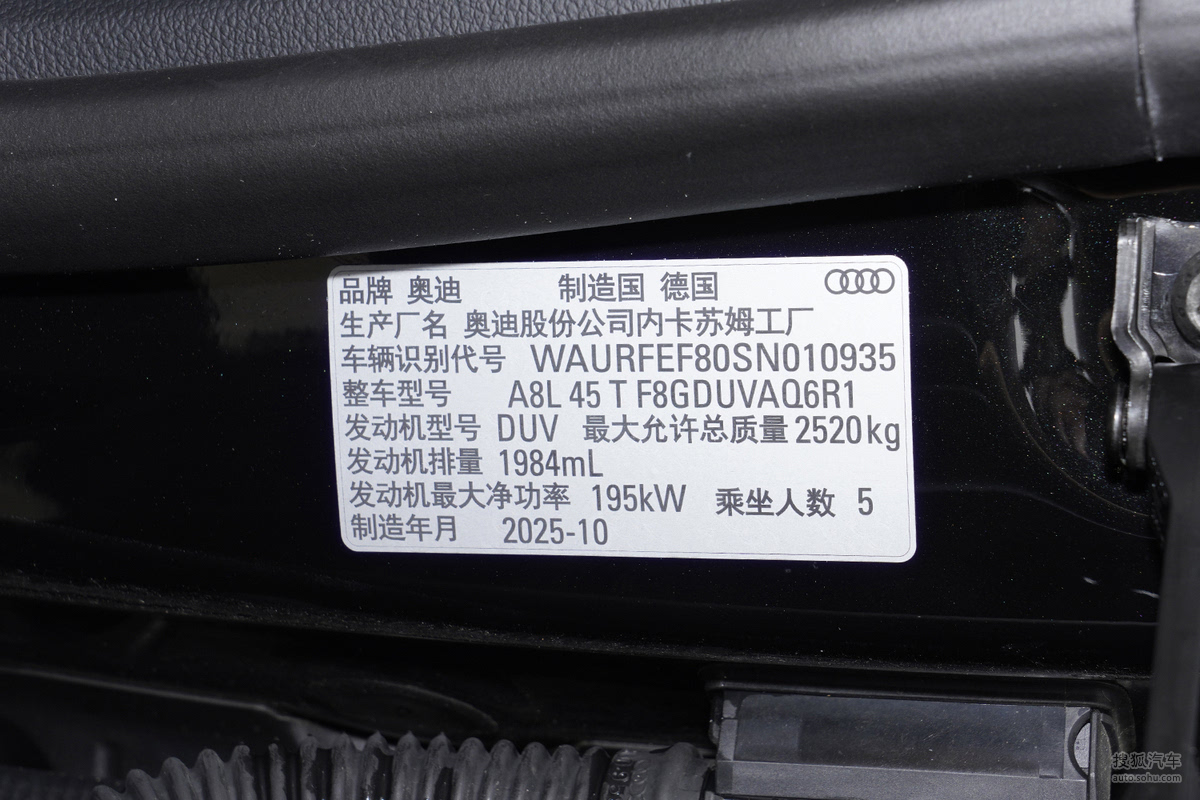 品牌 奥迪 制造国 德国
生产厂名 奥迪股份公司内卡苏姆工厂
车辆识别代号 WAURFEF80SN010935
整车型号 A8L 45 T F8GDUVAQ6R1
发动机型号 DUV 最大允许总质量 2520kg
发动机排量 1984mL
发动机最大净功率 195kW 乘坐人数 5
制造年月 2025-10
搜狐汽车
auto.sohu.com